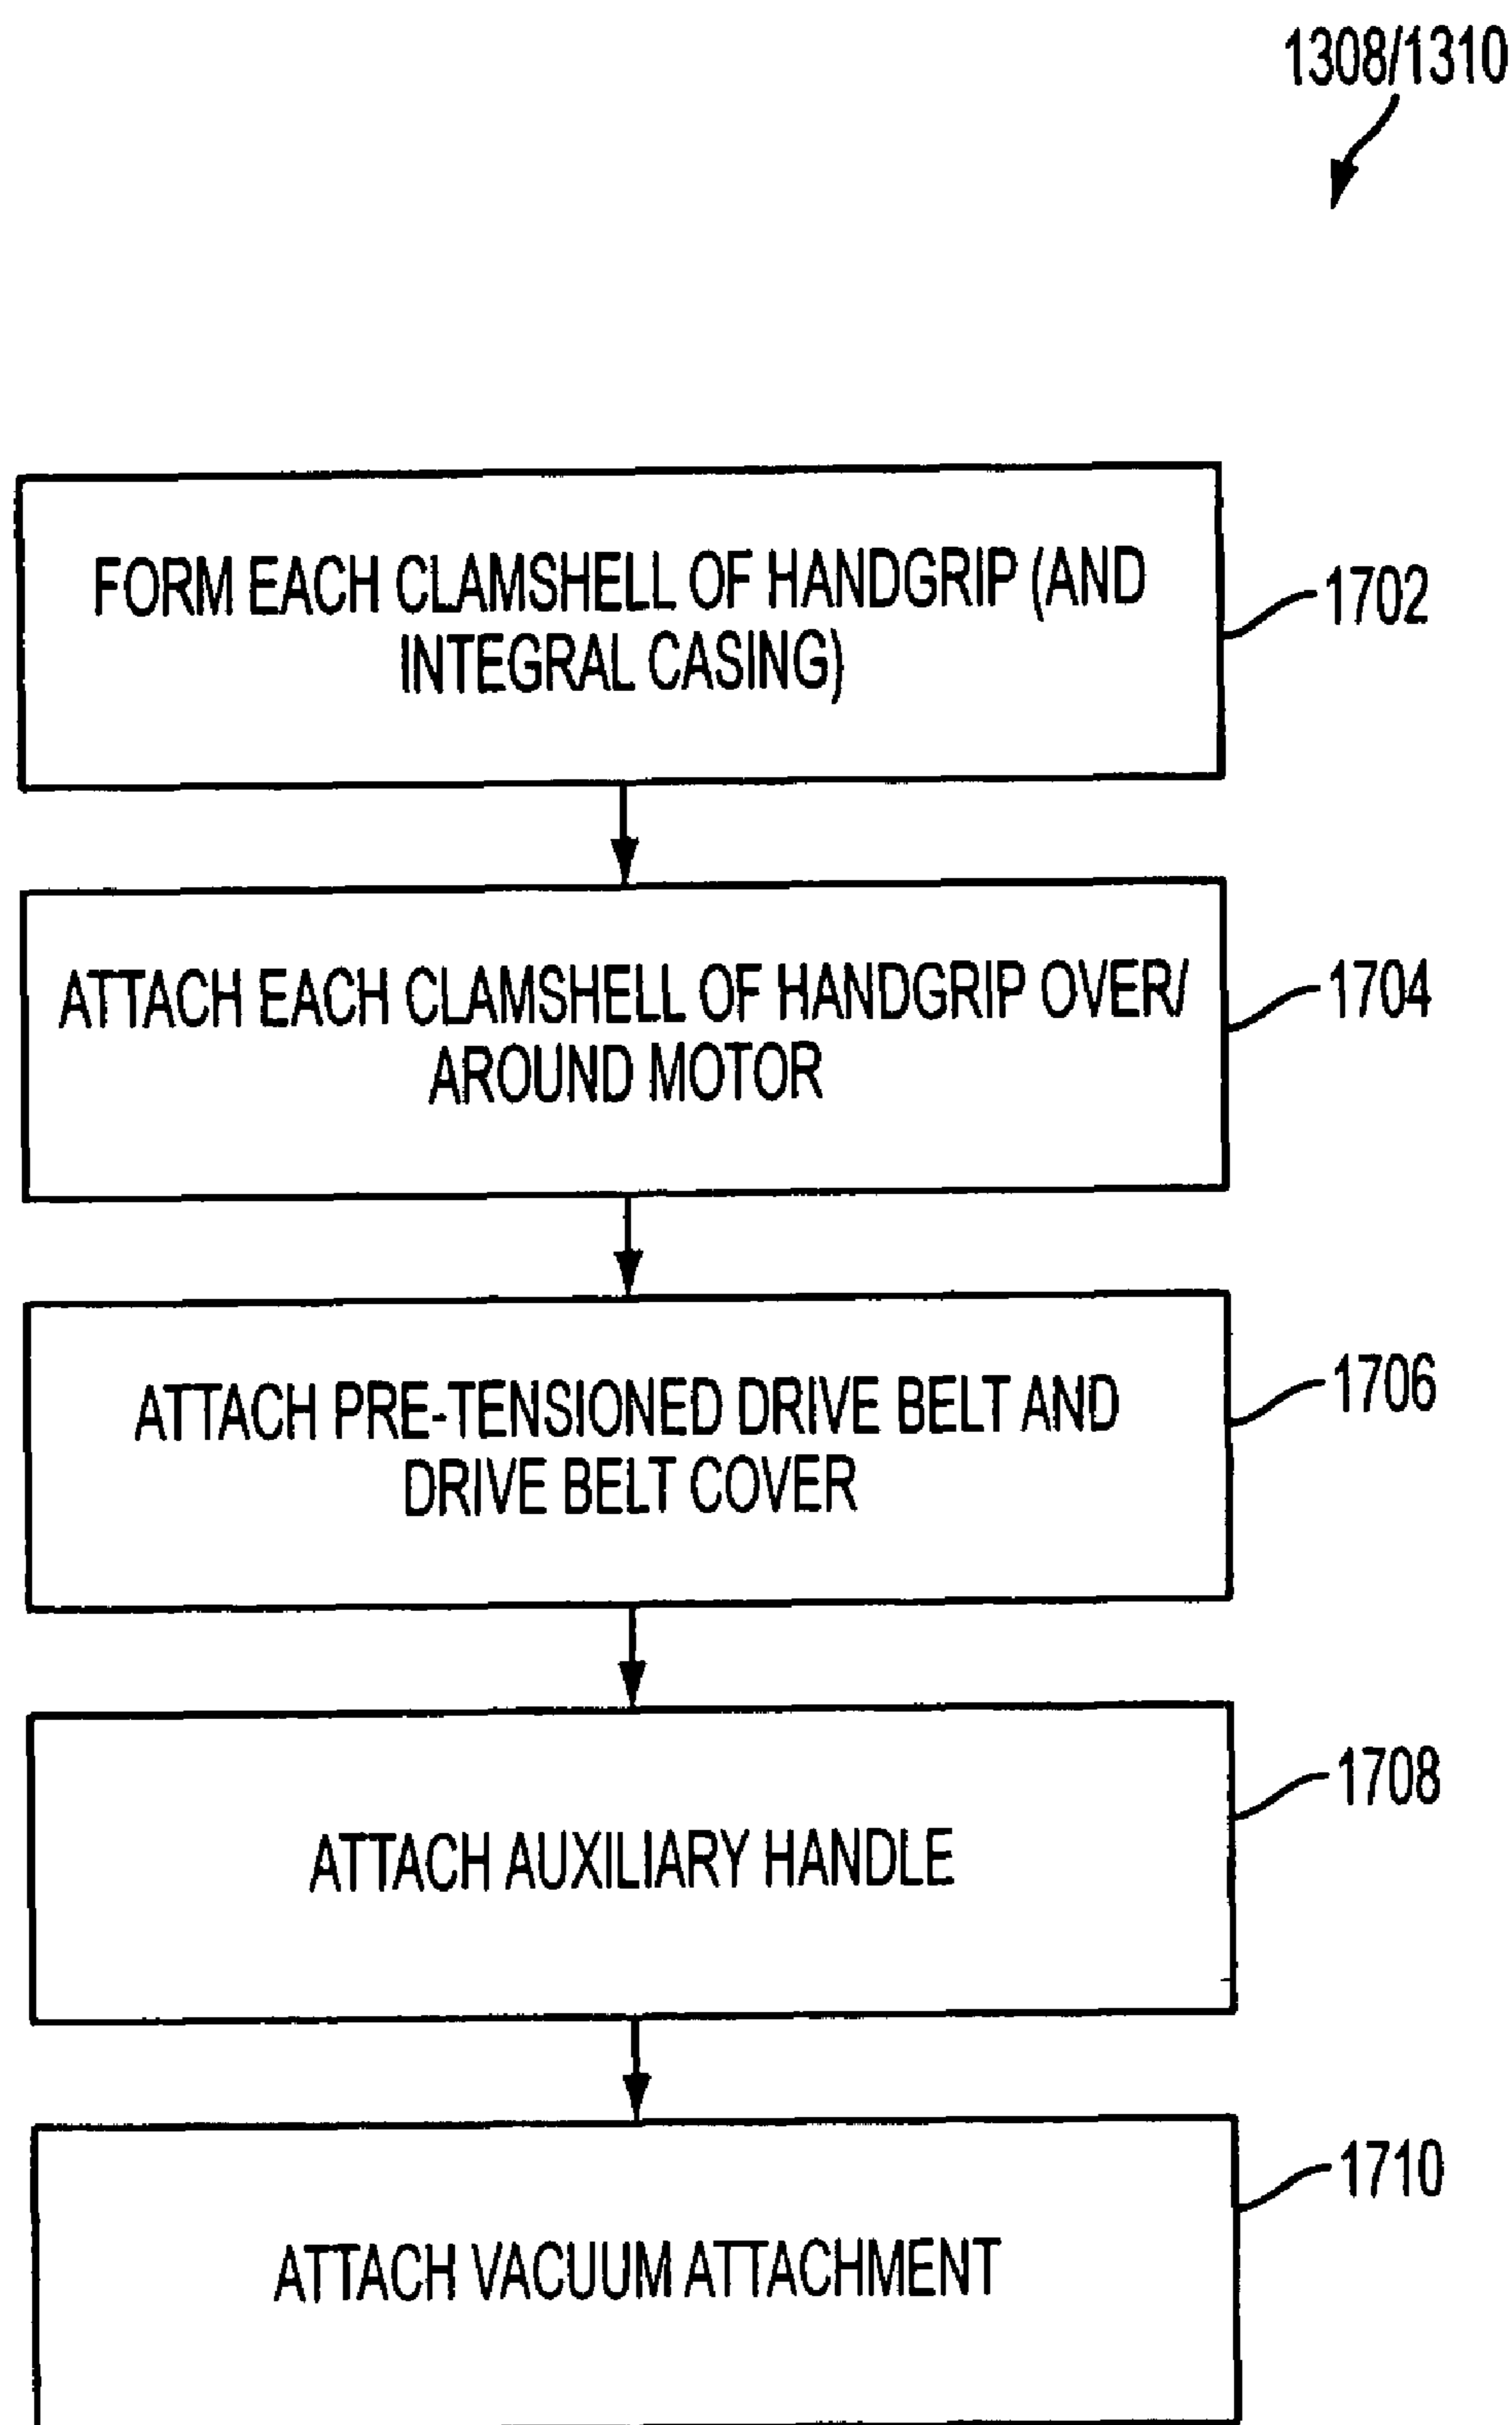 1308/1310
FORM EACH CLAMSHELL OF HANDGRIP (AND
INTEGRAL CASING)
1702
ATTACH EACH CLAMSHELL OF HANDGRIP OVER/
AROUND MOTOR
1704
ATTACH PRE-TENSIONED DRIVE BELT AND
DRIVE BELT COVER
1706
ATTACH AUXILIARY HANDLE
1708
ATTACH VACUUM ATTACHMENT
1710